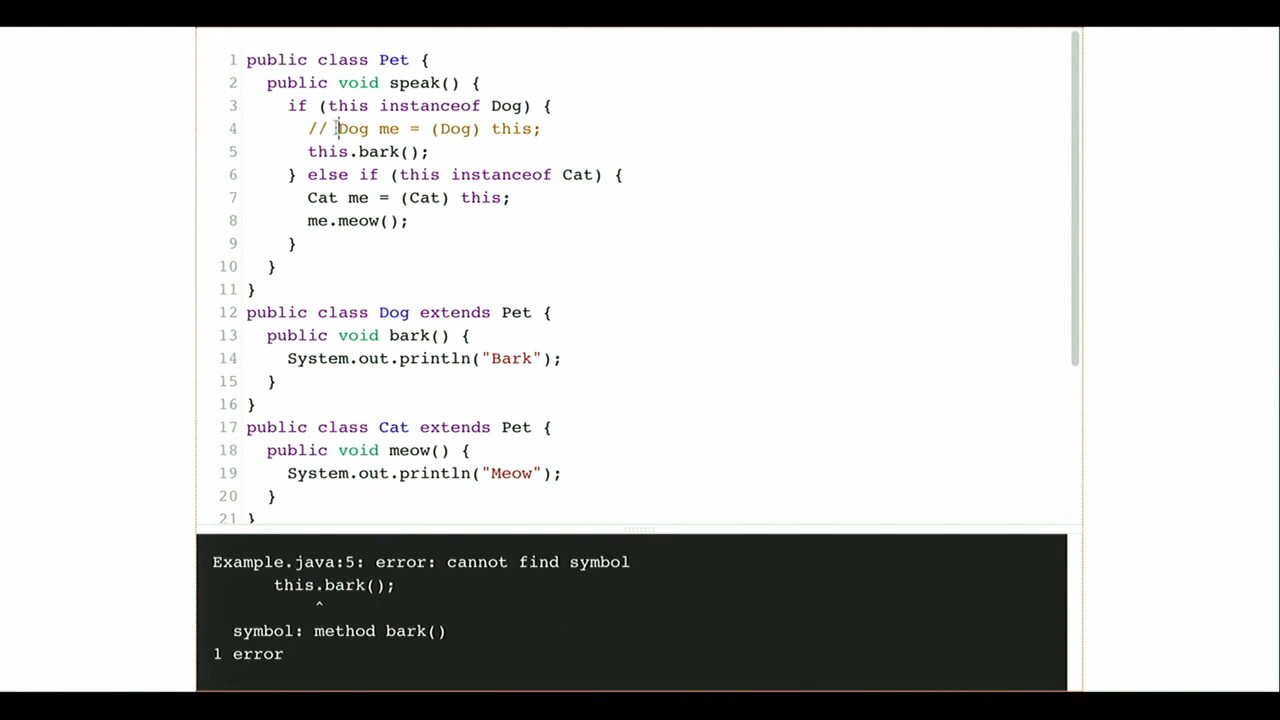 1 public class Pet {
2 public void speak() {
3 if (this instanceof Dog) {
4 // Dog me = (Dog) this;
5 this.bark();
6 } else if (this instanceof Cat) {
7 Cat me = (Cat) this;
8 me.meow();
9 }
10 }
11 }
12 public class Dog extends Pet {
13 public void bark() {
14 System.out.println("Bark");
15 }
16 }
17 public class Cat extends Pet {
18 public void meow() {
19 System.out.println("Meow");
20 }
21 }
Example.java:5: error: cannot find symbol
this.bark();
^
symbol: method bark()
1 error